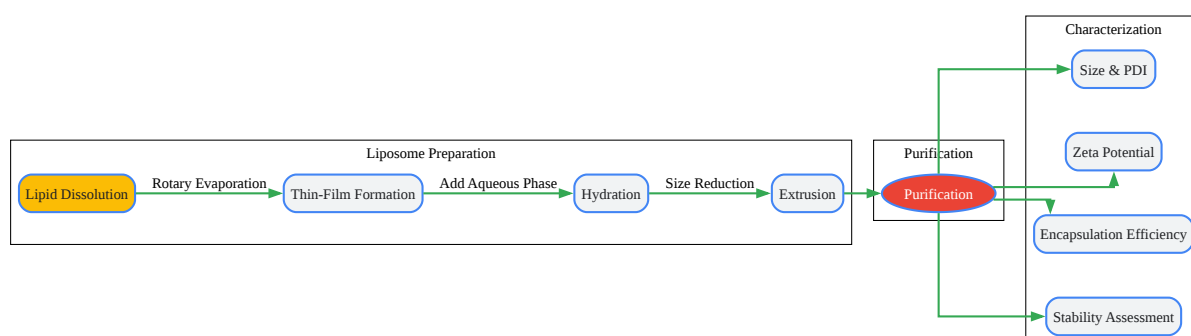 Characterization
Size & PDI
Liposome Preparation
Purification
Zeta Potential
Lipid Dissolution
Rotary Evaporation
Thin-Film Formation
Add Aqueous Phase
Hydration
Size Reduction
Extrusion
Purification
Encapsulation Efficiency
Stability Assessment